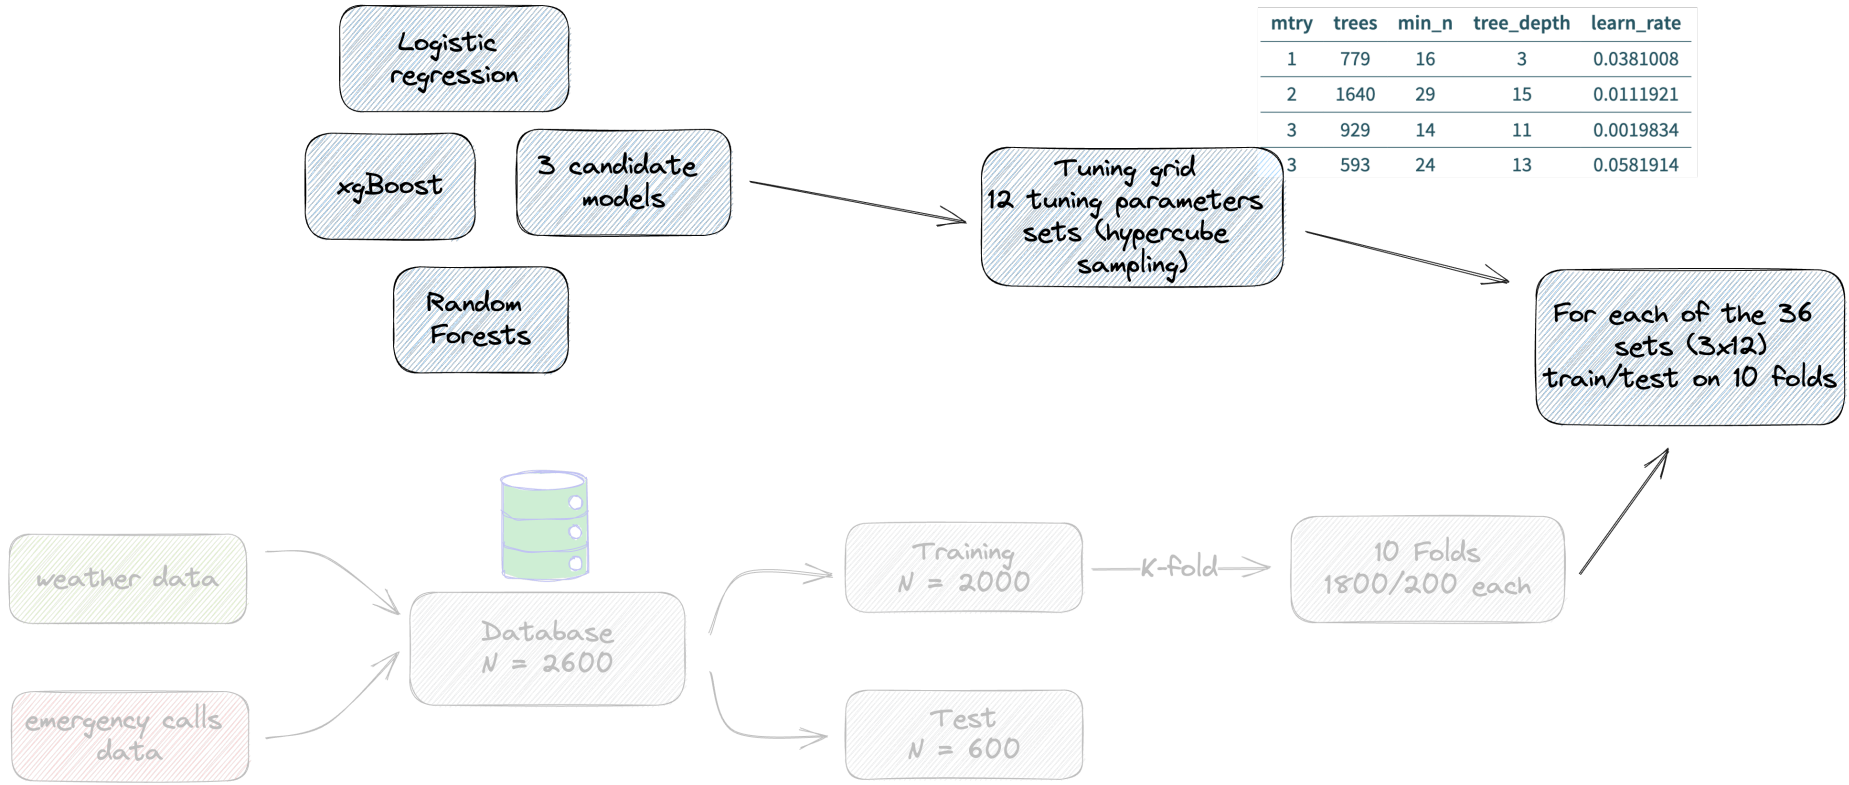 Logistic
regression
xgBoost
3 candidate
models
Random
Forests
Tuning grid
12 tuning parameters
sets (hypercube
sampling)
mtry trees min_n tree_depth learn_rate
1 779 16 3 0.0381008
2 1640 29 15 0.0111921
3 929 14 11 0.0019834
3 593 24 13 0.0581914
For each of the 36
sets (3x12)
train/test on 10 folds
weather data
emergency calls
data
Database
N = 2600
Training
N = 2000
K-fold
10 Folds
1800/200 each
Test
N = 600